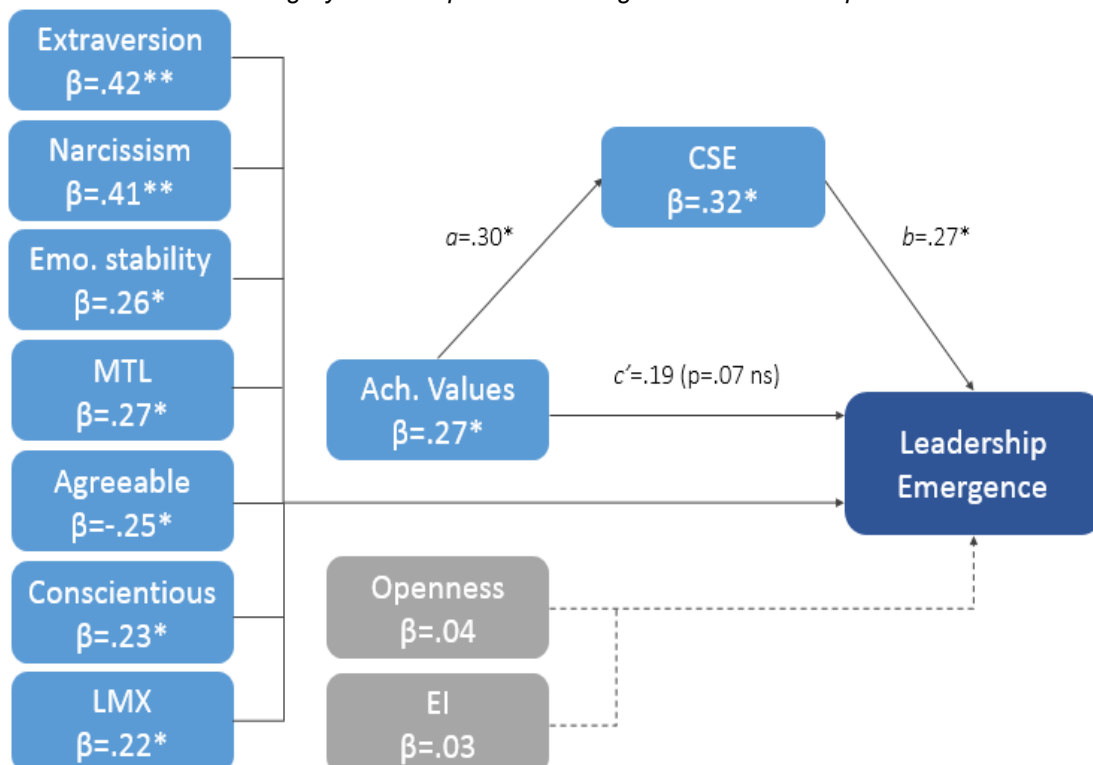 Extraversion
β=.42**
Narcissism
β=.41**
Emo. stability
β=.26*
MTL
β=.27*
Agreeable
β=-.25*
Conscientious
β=.23*
LMX
β=.22*
CSE
β=.32*
a=.30*
b=.27*
Ach. Values
β=.27*
c′=.19 (p=.07 ns)
Leadership
Emergence
Openness
β=.04
EI
β=.03